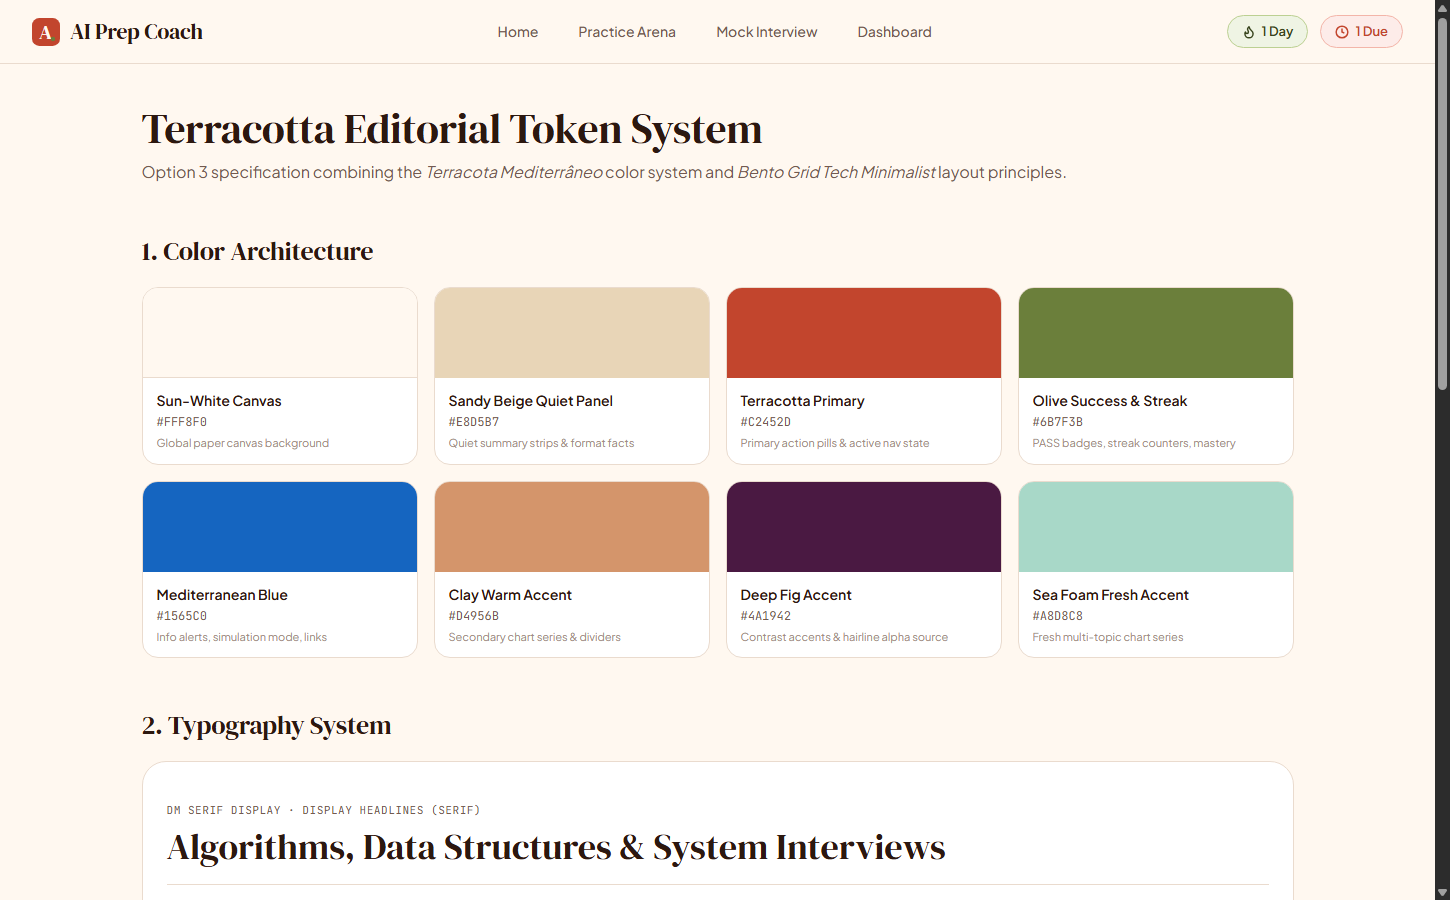 A AI Prep Coach
Home
Practice Arena
Mock Interview
Dashboard
1 Day
1 Due
Terracotta Editorial Token System
Option 3 specification combining the Terracota Mediterrâneo color system and Bento Grid Tech Minimalist layout principles.
1. Color Architecture
Sun-White Canvas
#FFF8F0
Global paper canvas background
Sandy Beige Quiet Panel
#E8D5B7
Quiet summary strips & format facts
Terracotta Primary
#C2452D
Primary action pills & active nav state
Olive Success & Streak
#6B7F3B
PASS badges, streak counters, mastery
Mediterranean Blue
#1565C0
Info alerts, simulation mode, links
Clay Warm Accent
#D4956B
Secondary chart series & dividers
Deep Fig Accent
#4A1942
Contrast accents & hairline alpha source
Sea Foam Fresh Accent
#A8D8C8
Fresh multi-topic chart series
2. Typography System
DM SERIF DISPLAY · DISPLAY HEADLINES (SERIF)
Algorithms, Data Structures & System Interviews